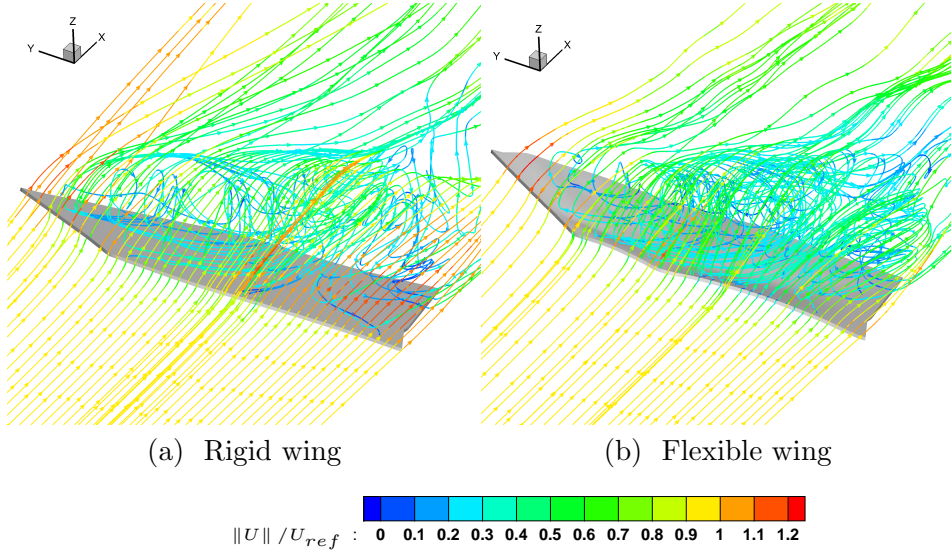 Z
X
Y
Z
X
Y
(a) Rigid wing
(b) Flexible wing
‖U‖ /U_ref : 0 0.1 0.2 0.3 0.4 0.5 0.6 0.7 0.8 0.9 1 1.1 1.2